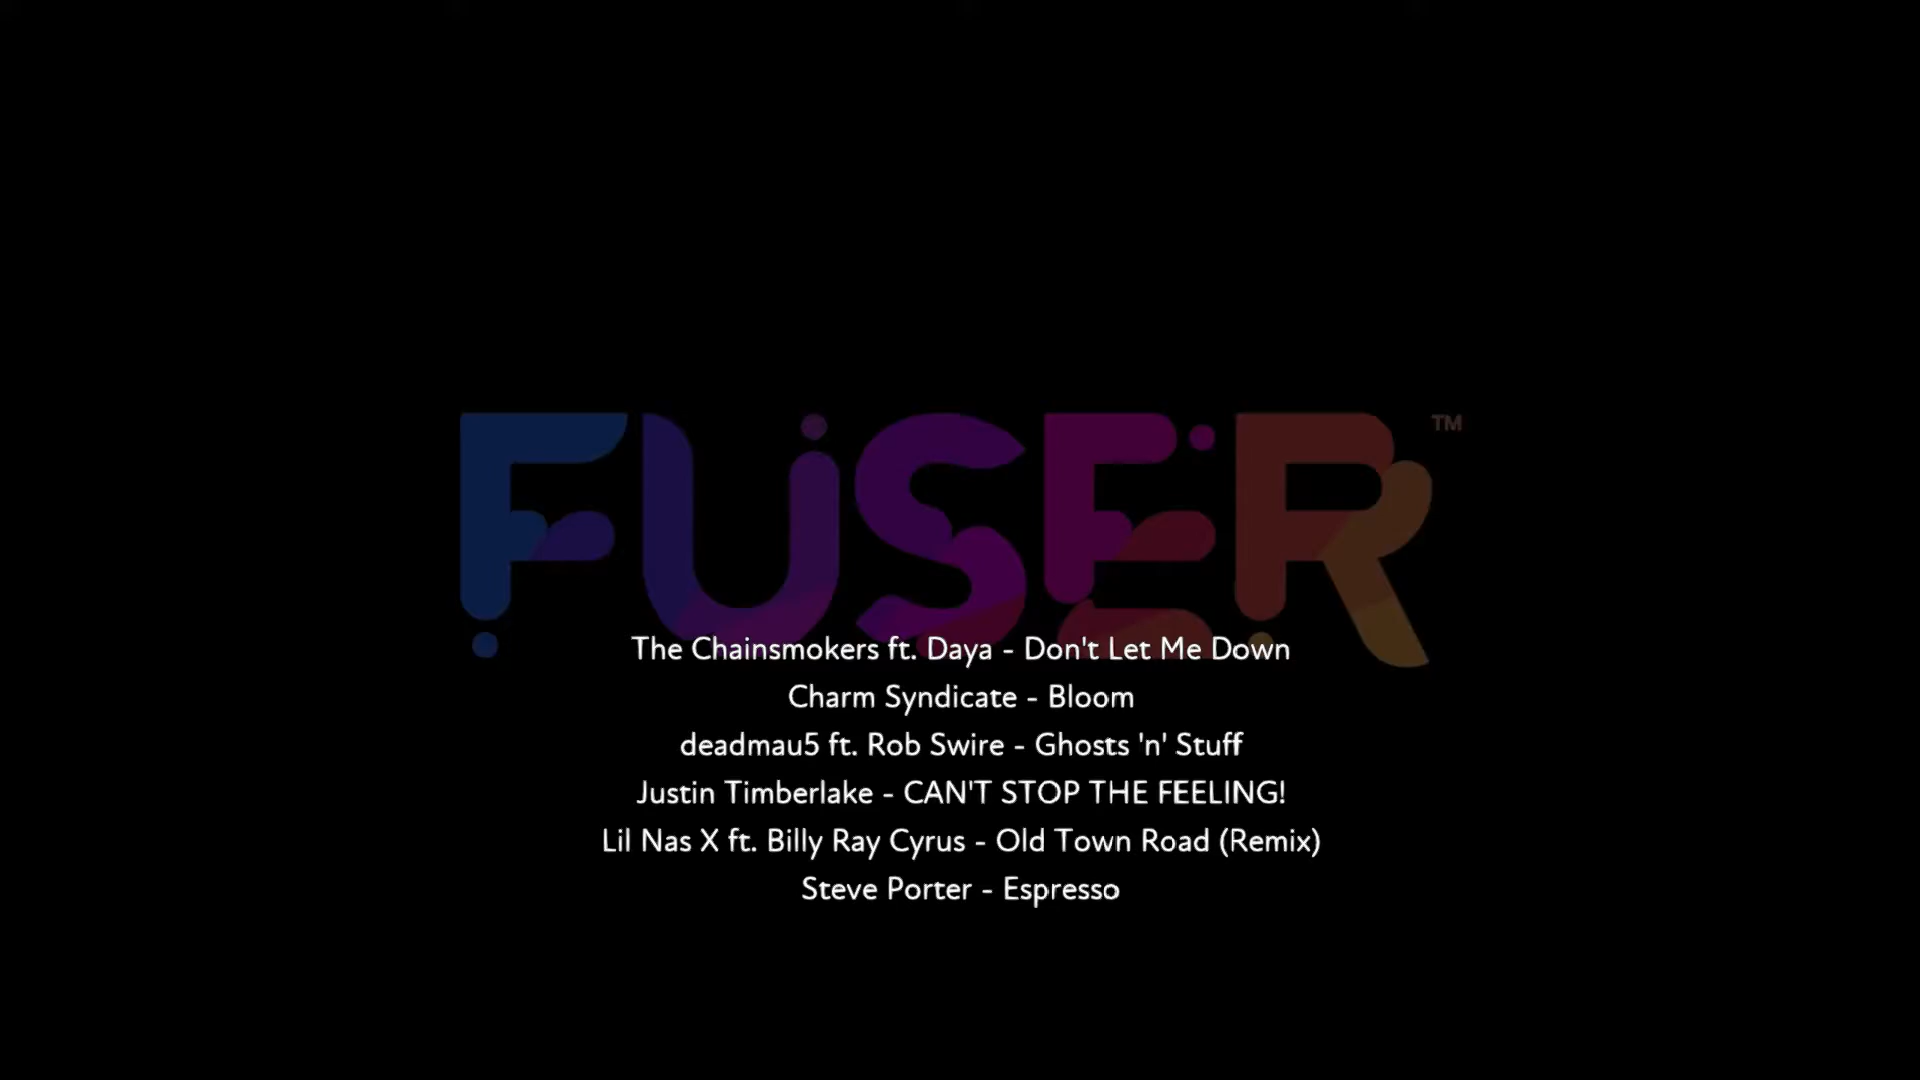 FUSER™
The Chainsmokers ft. Daya - Don't Let Me Down
Charm Syndicate - Bloom
deadmau5 ft. Rob Swire - Ghosts 'n' Stuff
Justin Timberlake - CAN'T STOP THE FEELING!
Lil Nas X ft. Billy Ray Cyrus - Old Town Road (Remix)
Steve Porter - Espresso